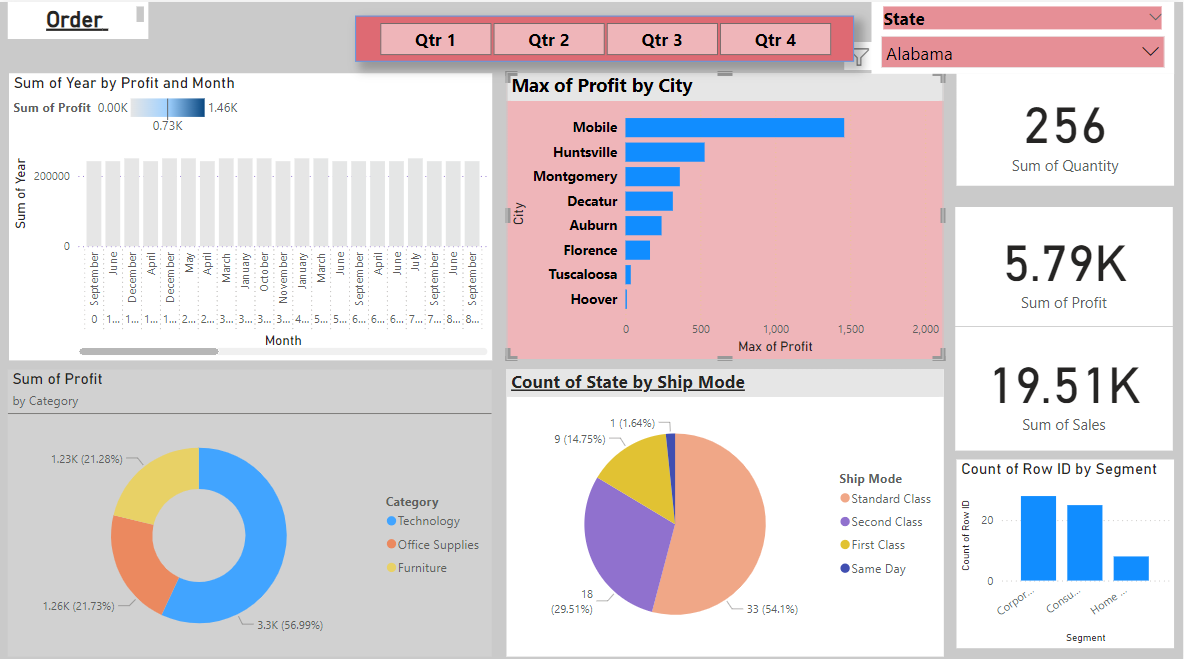 Order
Qtr 1
Qtr 2
Qtr 3
Qtr 4
State
Alabama
Sum of Year by Profit and Month
Sum of Profit 0.00K 1.46K
0.73K
Sum of Year
200000
0
September
June
December
April
December
May
April
March
January
October
November
January
March
June
September
April
June
July
September
June
September
0 1... 1... 1... 1... 2... 2... 3... 3... 3... 3... 4... 5... 5... 6... 6... 6... 7... 7... 8... 8...
Month
Max of Profit by City
City
Mobile
Huntsville
Montgomery
Decatur
Auburn
Florence
Tuscaloosa
Hoover
0 500 1,000 1,500 2,000
Max of Profit
256
Sum of Quantity
5.79K
Sum of Profit
19.51K
Sum of Sales
Sum of Profit
by Category
1.23K (21.28%)
1.26K (21.73%)
3.3K (56.99%)
Category
Technology
Office Supplies
Furniture
Count of State by Ship Mode
1 (1.64%)
9 (14.75%)
18
(29.51%)
33 (54.1%)
Ship Mode
Standard Class
Second Class
First Class
Same Day
Count of Row ID by Segment
Count of Row ID
20
0
Corpor...
Consu...
Home ...
Segment